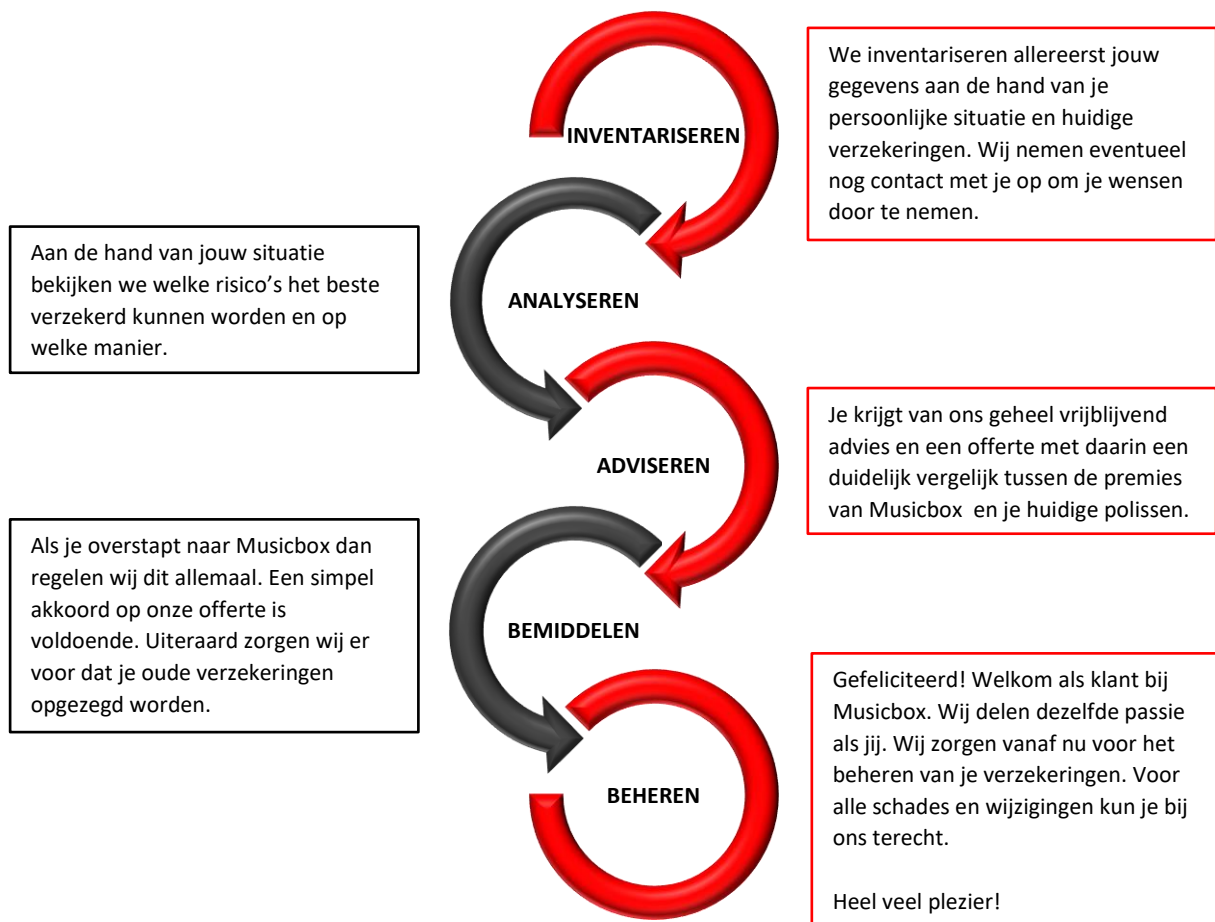 INVENTARISEREN
We inventariseren allereerst jouw
gegevens aan de hand van je
persoonlijke situatie en huidige
verzekeringen. Wij nemen eventueel
nog contact met je op om je wensen
door te nemen.
Aan de hand van jouw situatie
bekijken we welke risico’s het beste
verzekerd kunnen worden en op
welke manier.
ANALYSEREN
ADVISEREN
Je krijgt van ons geheel vrijblijvend
advies en een offerte met daarin een
duidelijk vergelijk tussen de premies
van Musicbox  en je huidige polissen.
Als je overstapt naar Musicbox dan
regelen wij dit allemaal. Een simpel
akkoord op onze offerte is
voldoende. Uiteraard zorgen wij er
voor dat je oude verzekeringen
opgezegd worden.
BEMIDDELEN
BEHEREN
Gefeliciteerd! Welkom als klant bij
Musicbox. Wij delen dezelfde passie
als jij. Wij zorgen vanaf nu voor het
beheren van je verzekeringen. Voor
alle schades en wijzigingen kun je bij
ons terecht.
Heel veel plezier!